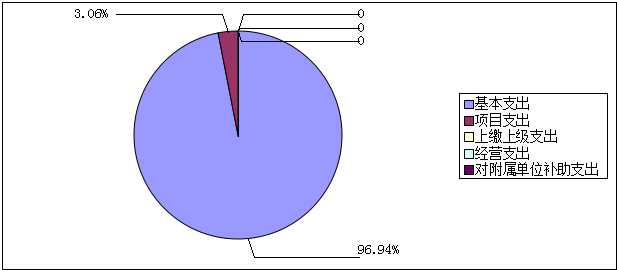 3.06%
0
0
0
96.94%
基本支出
项目支出
上缴上级支出
经营支出
对附属单位补助支出